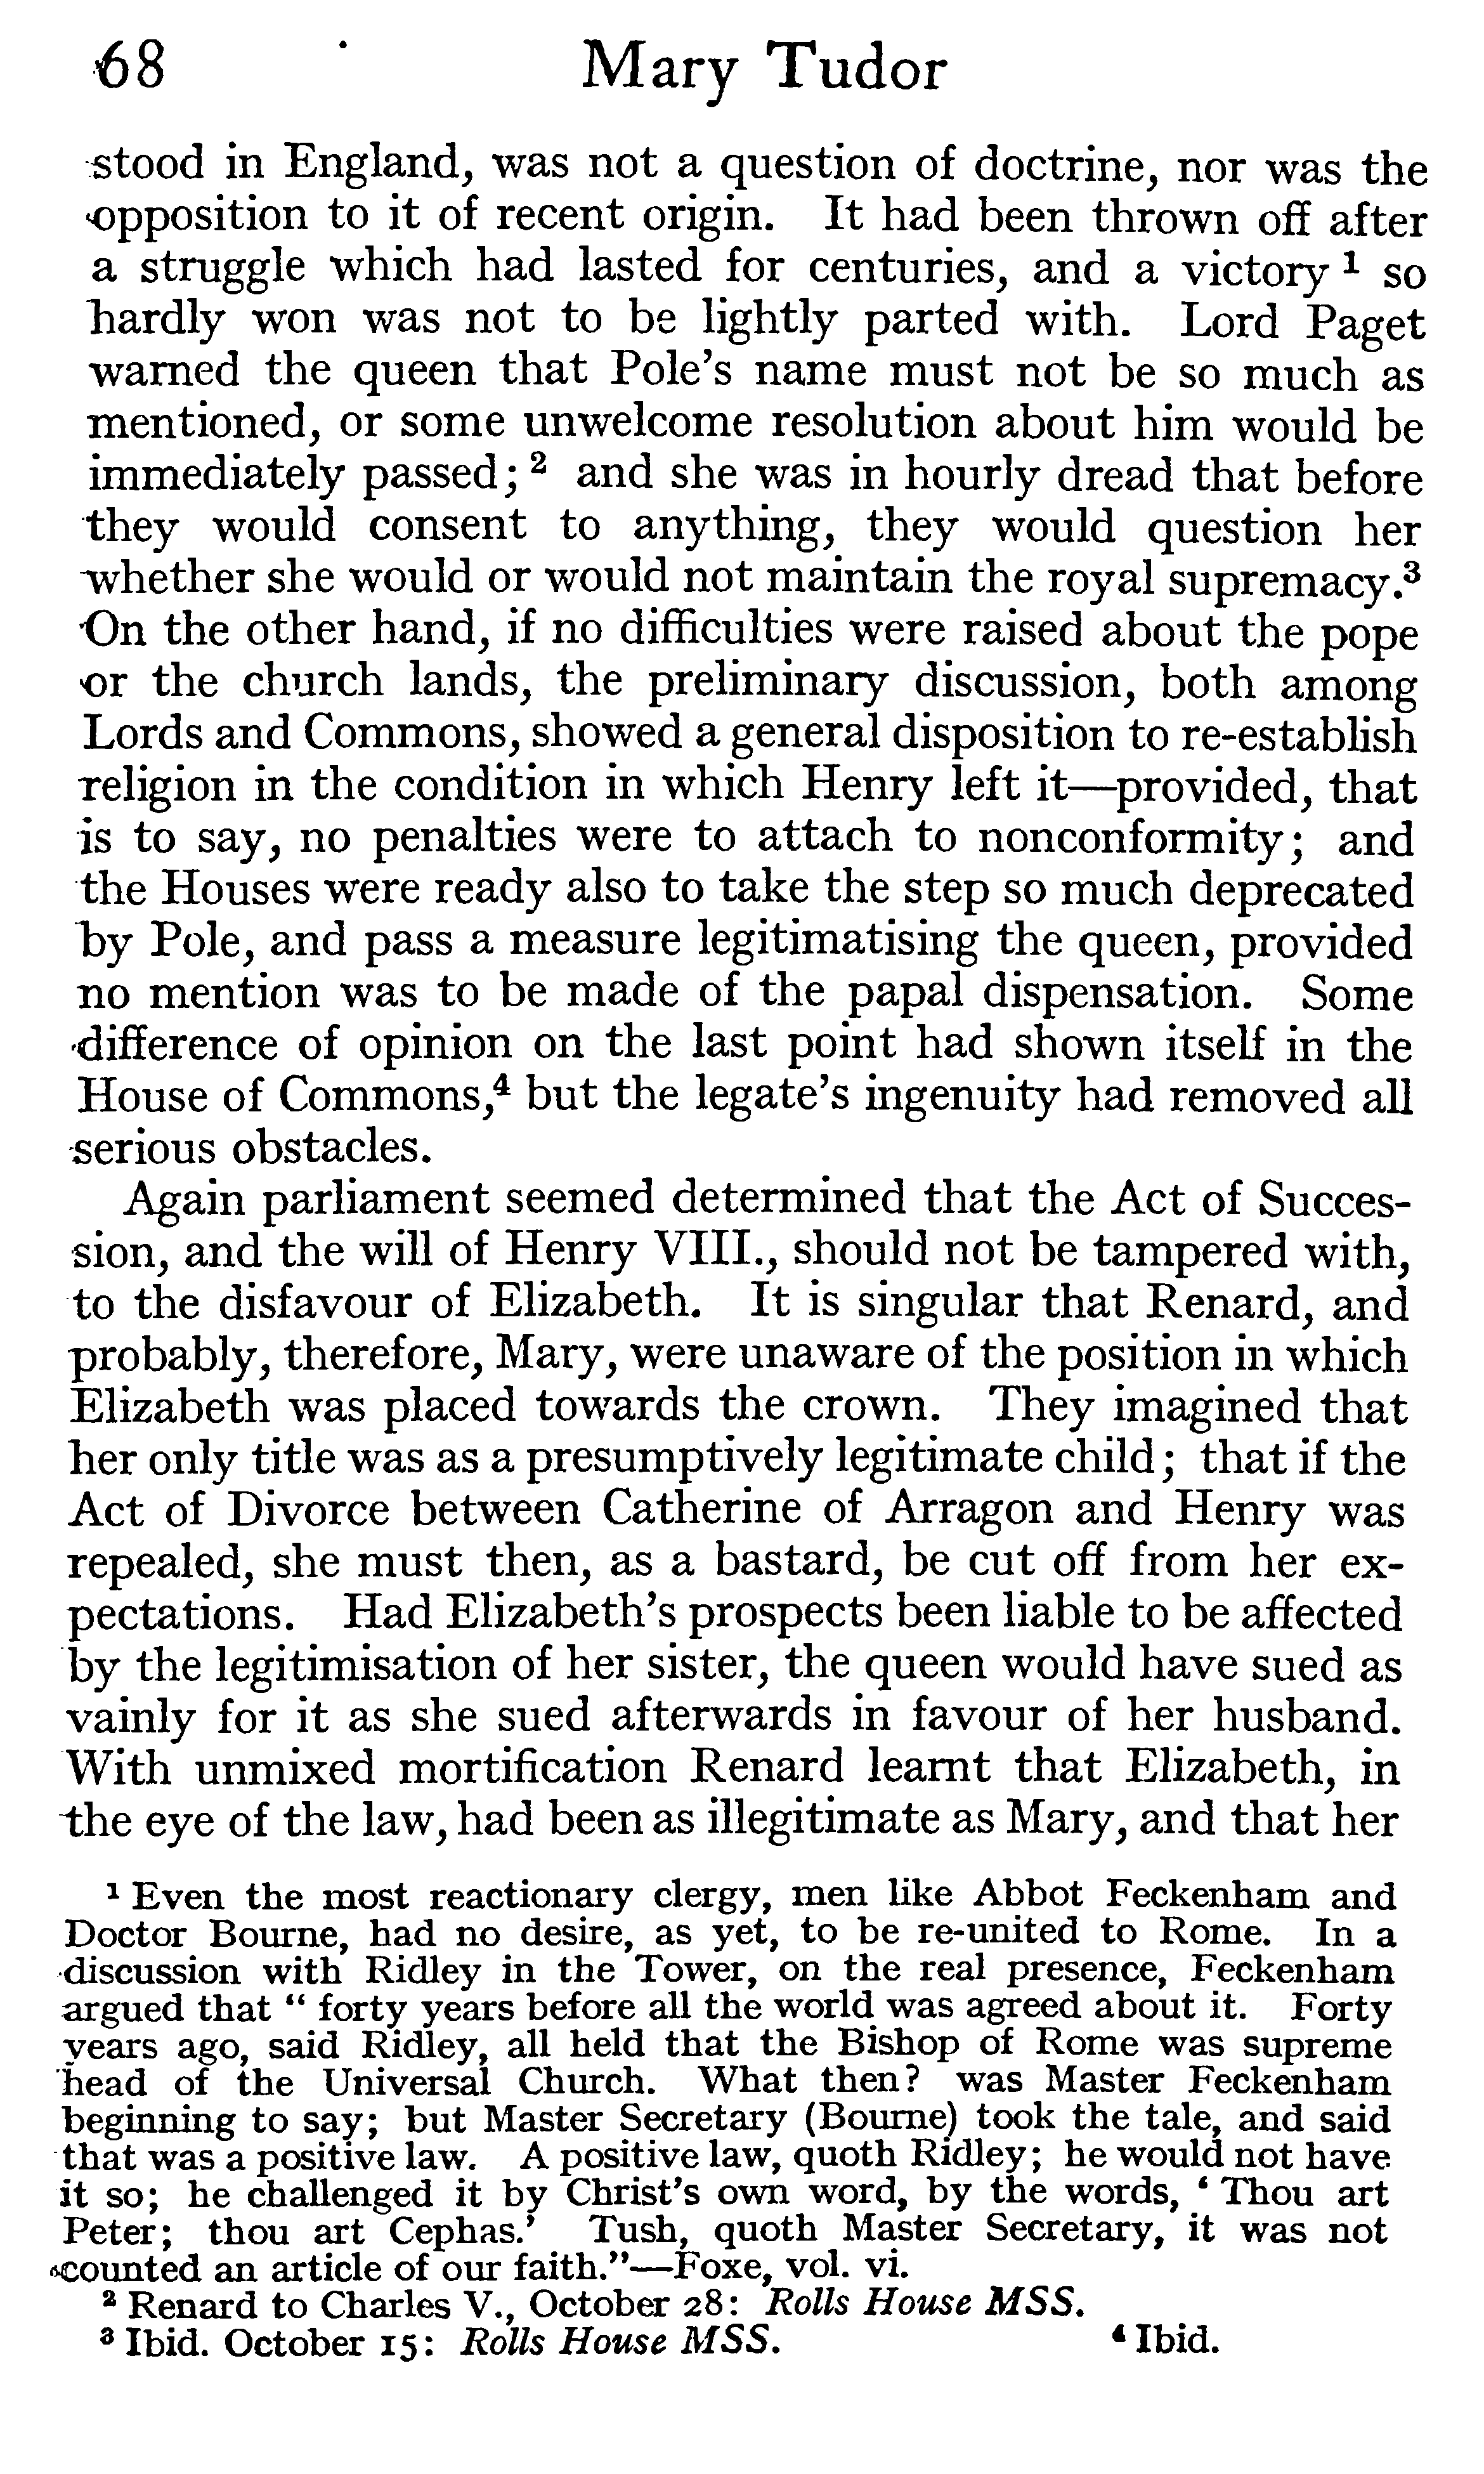 68 Mary Tudor
stood in England, was not a question of doctrine, nor was the
opposition to it of recent origin. It had been thrown off after
a struggle which had lasted for centuries, and a victory ¹ so
hardly won was not to be lightly parted with. Lord Paget
warned the queen that Pole's name must not be so much as
mentioned, or some unwelcome resolution about him would be
immediately passed; ² and she was in hourly dread that before
they would consent to anything, they would question her
whether she would or would not maintain the royal supremacy.³
On the other hand, if no difficulties were raised about the pope
or the church lands, the preliminary discussion, both among
Lords and Commons, showed a general disposition to re-establish
religion in the condition in which Henry left it—provided, that
is to say, no penalties were to attach to nonconformity; and
the Houses were ready also to take the step so much deprecated
by Pole, and pass a measure legitimatising the queen, provided
no mention was to be made of the papal dispensation. Some
difference of opinion on the last point had shown itself in the
House of Commons,⁴ but the legate's ingenuity had removed all
serious obstacles.
Again parliament seemed determined that the Act of Succes-
sion, and the will of Henry VIII., should not be tampered with,
to the disfavour of Elizabeth. It is singular that Renard, and
probably, therefore, Mary, were unaware of the position in which
Elizabeth was placed towards the crown. They imagined that
her only title was as a presumptively legitimate child; that if the
Act of Divorce between Catherine of Arragon and Henry was
repealed, she must then, as a bastard, be cut off from her ex-
pectations. Had Elizabeth's prospects been liable to be affected
by the legitimisation of her sister, the queen would have sued as
vainly for it as she sued afterwards in favour of her husband.
With unmixed mortification Renard learnt that Elizabeth, in
the eye of the law, had been as illegitimate as Mary, and that her
¹ Even the most reactionary clergy, men like Abbot Feckenham and
Doctor Bourne, had no desire, as yet, to be re-united to Rome. In a
discussion with Ridley in the Tower, on the real presence, Feckenham
argued that " forty years before all the world was agreed about it. Forty
years ago, said Ridley, all held that the Bishop of Rome was supreme
head of the Universal Church. What then? was Master Feckenham
beginning to say; but Master Secretary (Bourne) took the tale, and said
that was a positive law. A positive law, quoth Ridley; he would not have
it so; he challenged it by Christ's own word, by the words, ' Thou art
Peter; thou art Cephas.' Tush, quoth Master Secretary, it was not
counted an article of our faith."—Foxe, vol. vi.
² Renard to Charles V., October 28: Rolls House MSS.
³ Ibid. October 15: Rolls House MSS. ⁴ Ibid.